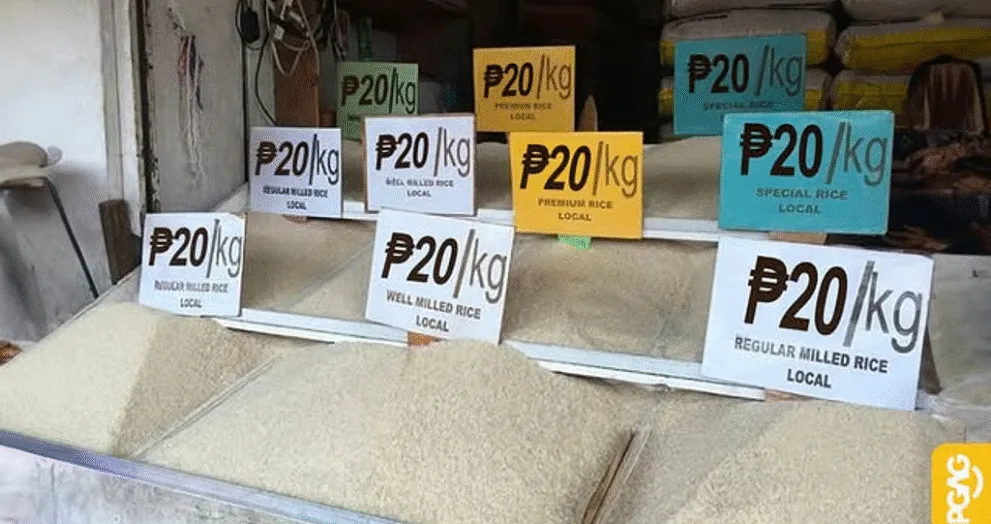 ₱20/kg
₱20/kg
PREMIUM RICE
LOCAL
₱20/kg
SPECIAL RICE
₱20/kg
REGULAR MILLED RICE
LOCAL
₱20/kg
WELL MILLED RICE
LOCAL
₱20/kg
PREMIUM RICE
LOCAL
₱20/kg
SPECIAL RICE
LOCAL
₱20/kg
REGULAR MILLED RICE
LOCAL
₱20/kg
WELL MILLED RICE
LOCAL
₱20/kg
REGULAR MILLED RICE
LOCAL
PGAG